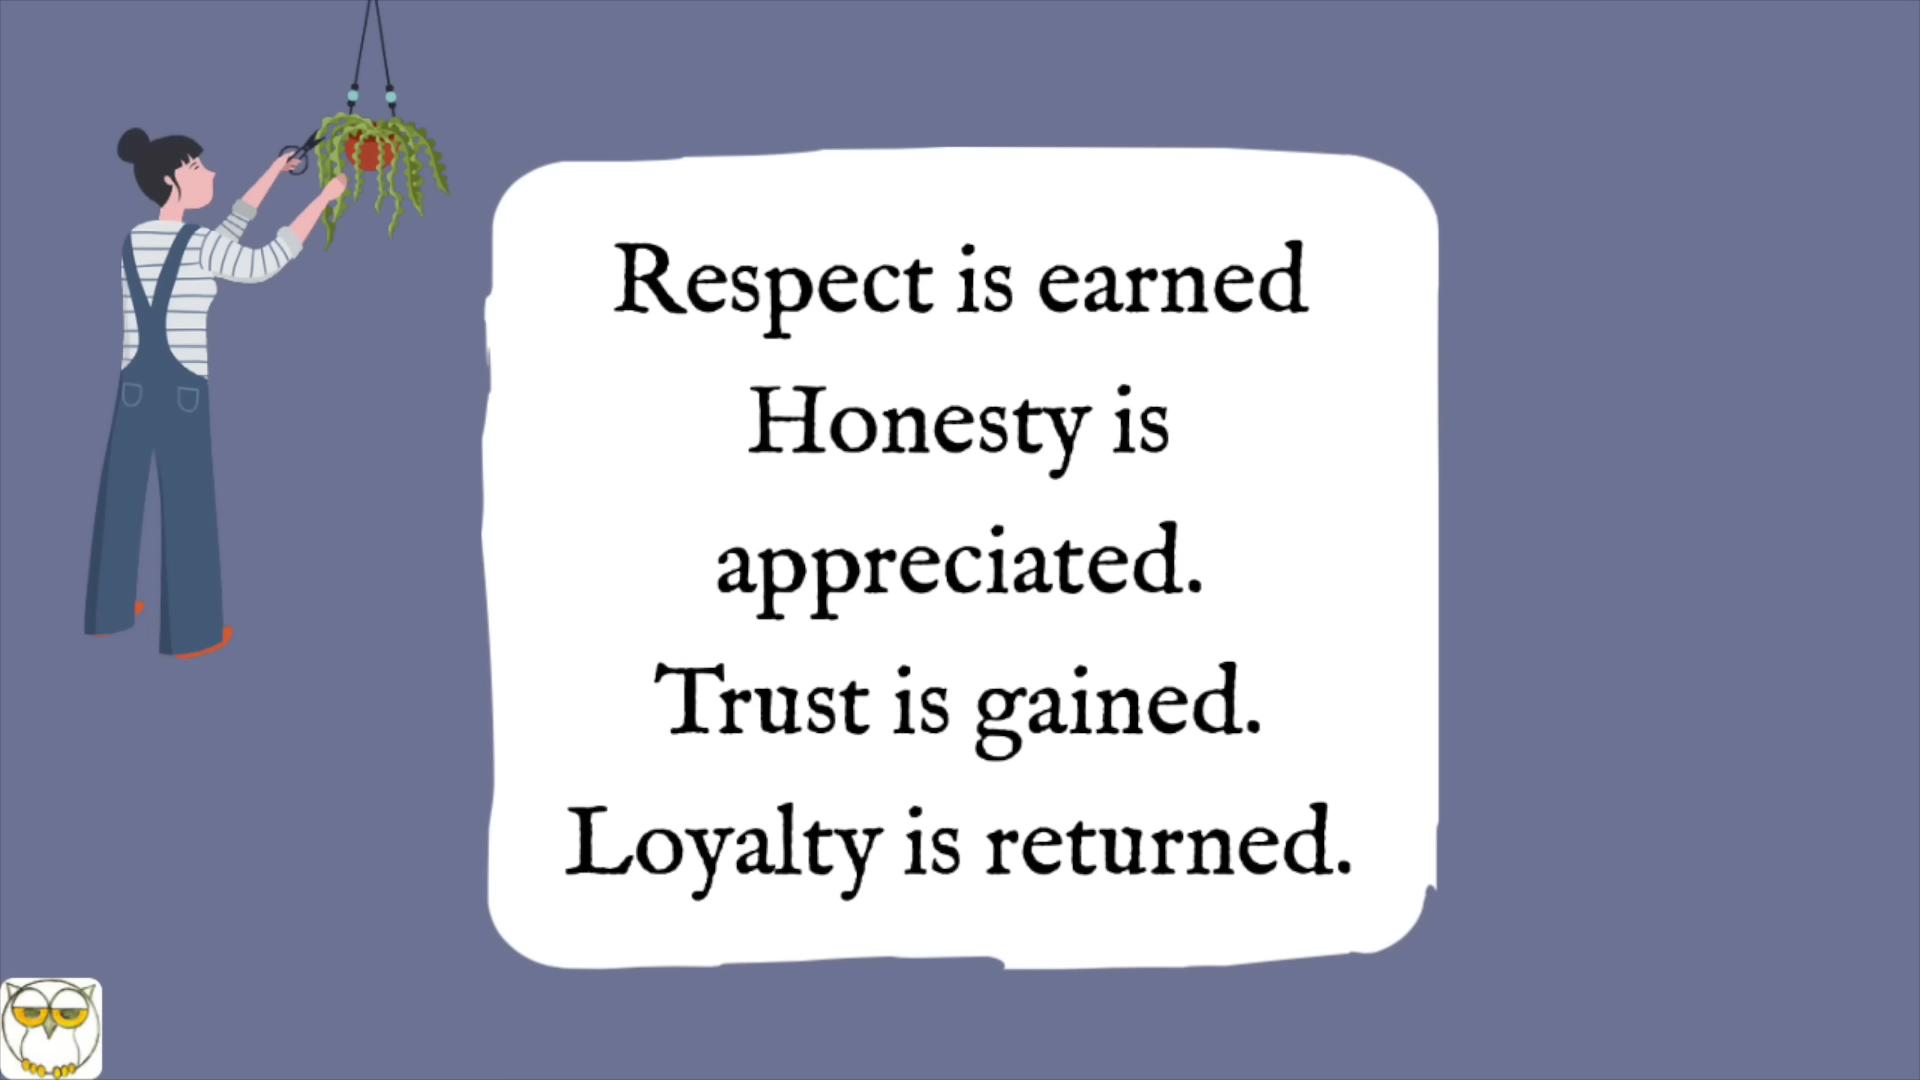 Respect is earned
Honesty is
appreciated.
Trust is gained.
Loyalty is returned.